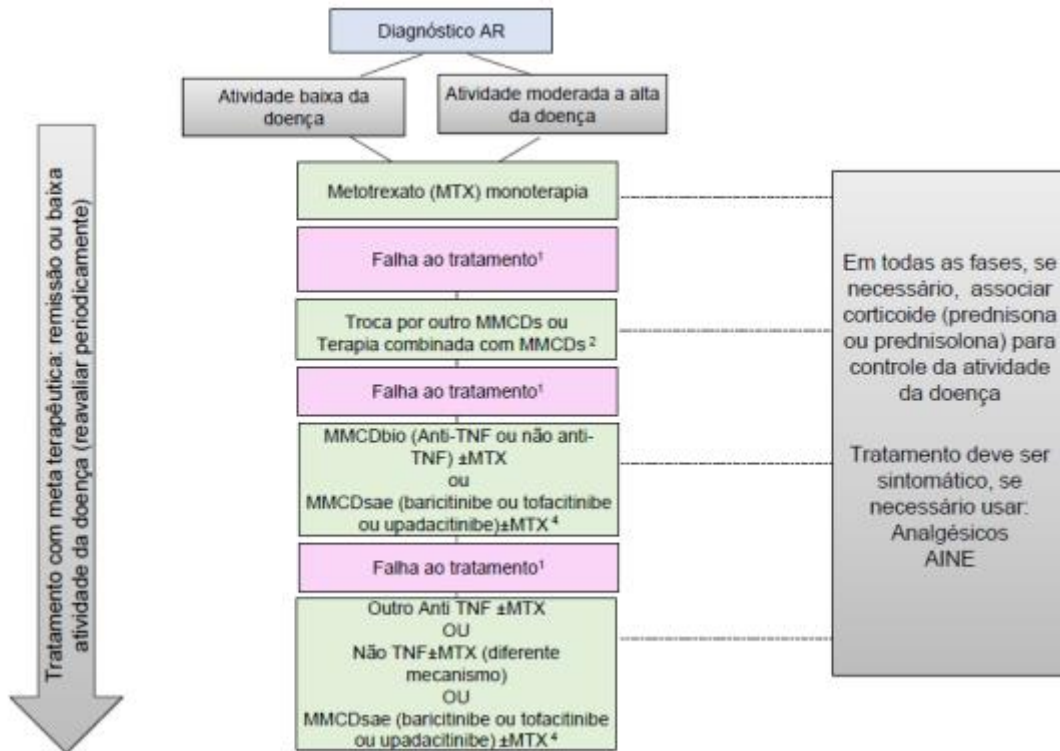 Diagnóstico AR
Atividade baixa da
doença
Atividade moderada a alta
da doença
Tratamento com meta terapêutica: remissão ou baixa
atividade da doença (reavaliar periodicamente)
Metotrexato (MTX) monoterapia
Falha ao tratamento¹
Troca por outro MMCDs ou
Terapia combinada com MMCDs ²
Falha ao tratamento¹
MMCDbio (Anti-TNF ou não anti-
TNF) ±MTX
ou
MMCDsae (baricitinibe ou tofacitinibe
ou upadacitinibe)±MTX ⁴
Falha ao tratamento¹
Outro Anti TNF ±MTX
OU
Não TNF±MTX (diferente
mecanismo)
OU
MMCDsae (baricitinibe ou tofacitinibe
ou upadacitinibe) ±MTX ⁴
Em todas as fases, se
necessário, associar
corticoide (prednisona
ou prednisolona) para
controle da atividade
da doença
Tratamento deve ser
sintomático, se
necessário usar:
Analgésicos
AINE